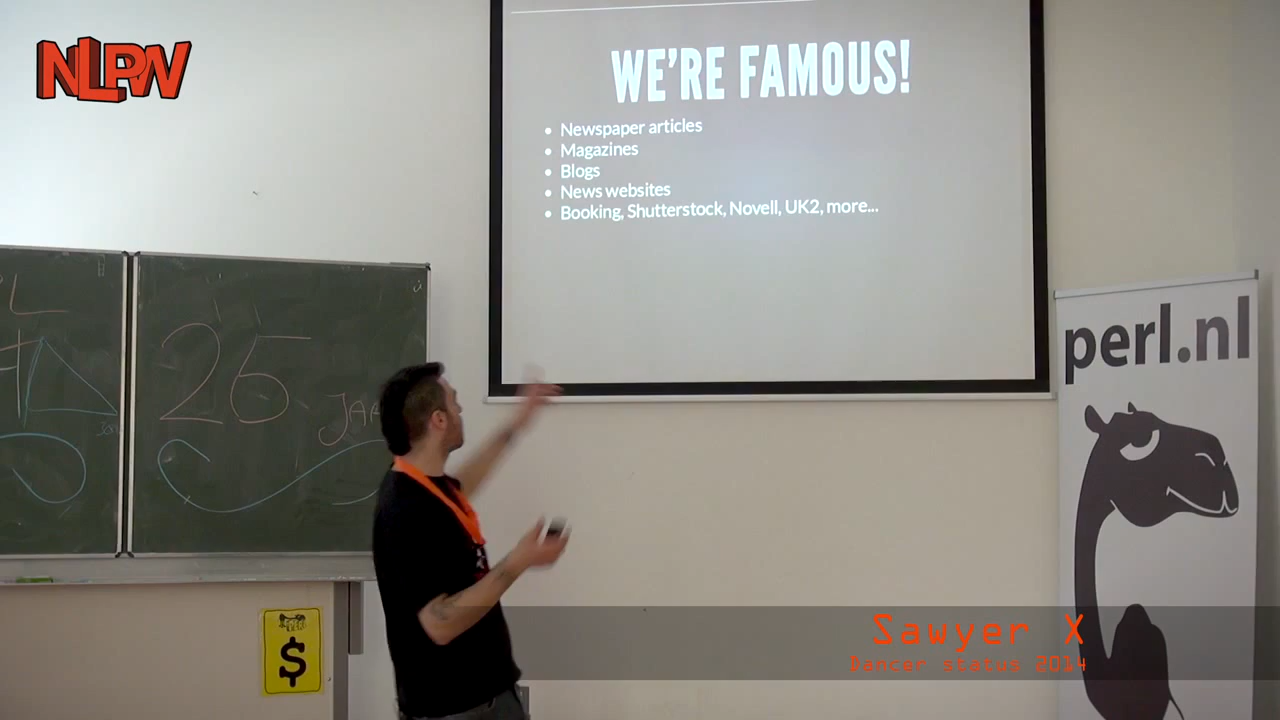 NLPW
WE'RE FAMOUS!
• Newspaper articles
• Magazines
• Blogs
• News websites
• Booking, Shutterstock, Novell, UK2, more...
perl.nl
25
JAA
$
Sawyer X
Dancer status 2014